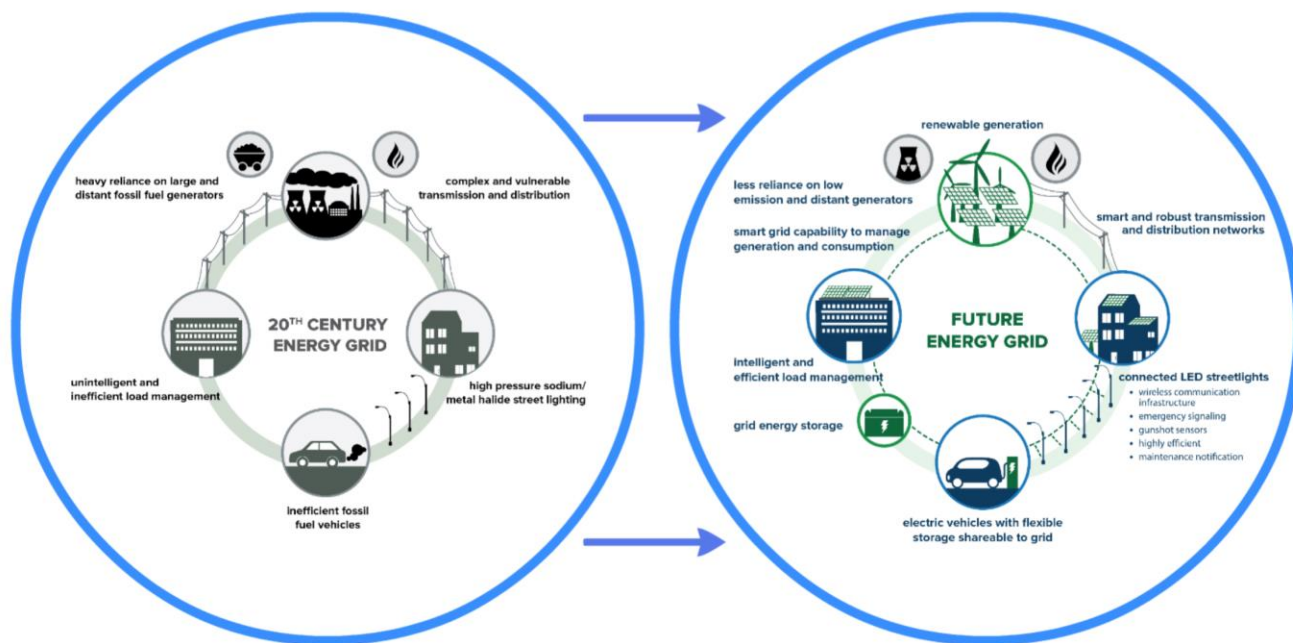 heavy reliance on large and
distant fossil fuel generators
complex and vulnerable
transmission and distribution
20TH CENTURY
ENERGY GRID
unintelligent and
inefficient load management
high pressure sodium/
metal halide street lighting
inefficient fossil
fuel vehicles
renewable generation
less reliance on low
emission and distant generators
smart grid capability to manage
generation and consumption
smart and robust transmission
and distribution networks
FUTURE
ENERGY GRID
intelligent and
efficient load management
connected LED streetlights
• wireless communication
infrastructure
• emergency signaling
• gunshot sensors
• highly efficient
• maintenance notification
grid energy storage
electric vehicles with flexible
storage shareable to grid